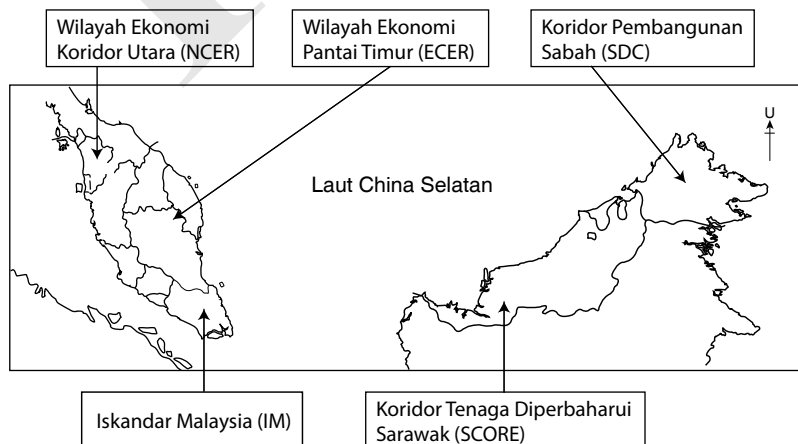 Wilayah Ekonomi
Koridor Utara (NCER)
Wilayah Ekonomi
Pantai Timur (ECER)
Koridor Pembangunan
Sabah (SDC)
U
Laut China Selatan
Iskandar Malaysia (IM)
Koridor Tenaga Diperbaharui
Sarawak (SCORE)